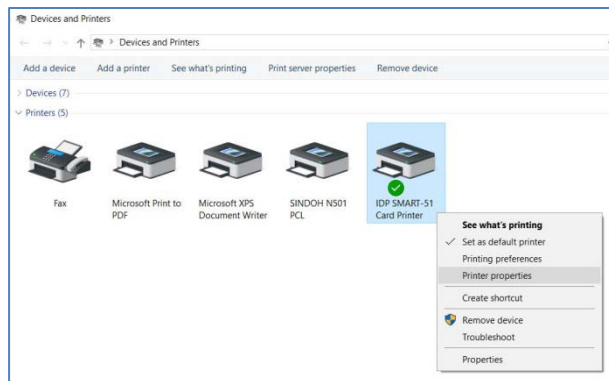 Devices and Printers
Devices and Printers
Add a device Add a printer See what's printing Print server properties Remove device
Devices (7)
Printers (5)
Fax
Microsoft Print to
PDF
Microsoft XPS
Document Writer
SINDOH N501
PCL
IDP SMART-51
Card Printer
See what's printing
Set as default printer
Printing preferences
Printer properties
Create shortcut
Remove device
Troubleshoot
Properties